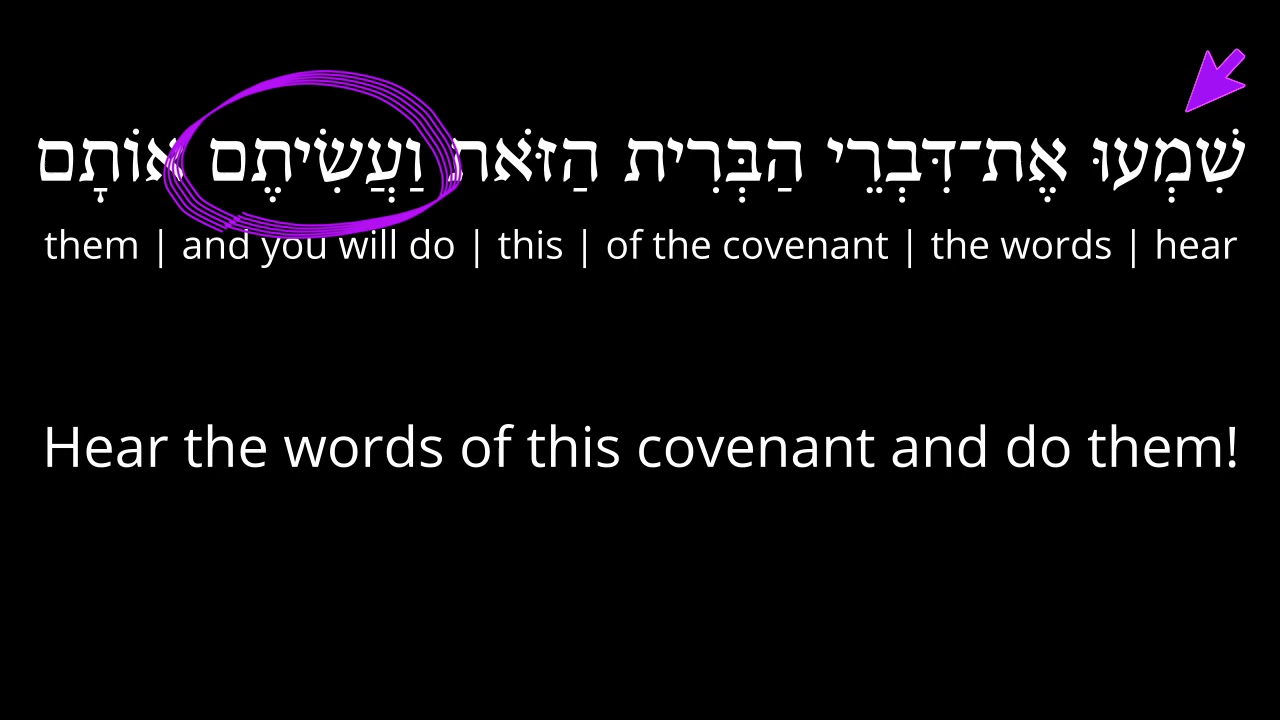 שִׁמְעוּ אֶת־דִּבְרֵי הַבְּרִית הַזֹּאת וַעֲשִׂיתֶם אוֹתָם
them | and you will do | this | of the covenant | the words | hear
Hear the words of this covenant and do them!